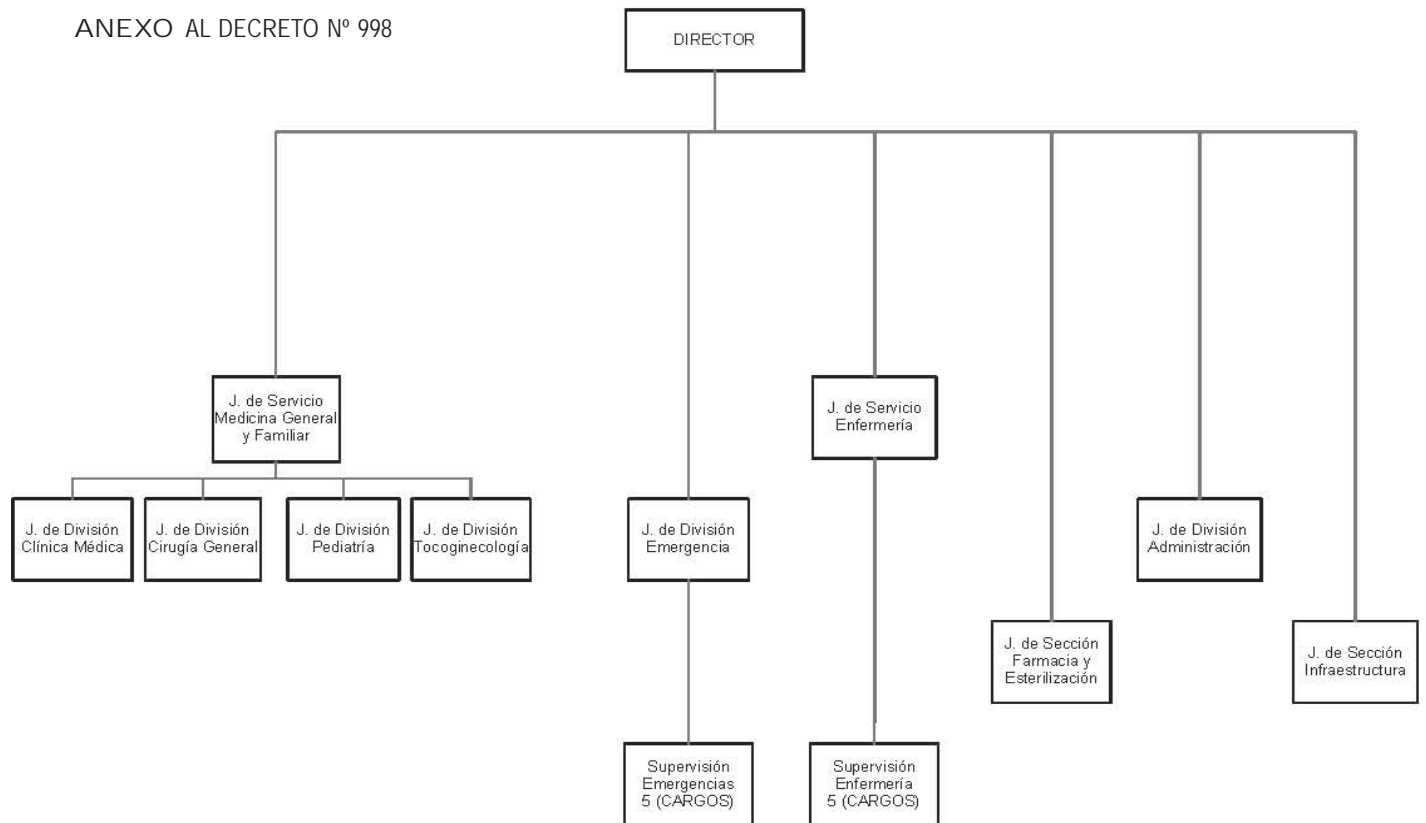 ANEXO AL DECRETO Nº 998
DIRECTOR
J. de Servicio
Medicina General
y Familiar
J. de Servicio
Enfermería
J. de División
Clínica Médica
J. de División
Cirugía General
J. de División
Pediatría
J. de División
Tocoginecología
J. de División
Emergencia
J. de División
Administración
J. de Sección
Farmacia y
Esterilización
J. de Sección
Infraestructura
Supervisión
Emergencias
5 (CARGOS)
Supervisión
Enfermería
5 (CARGOS)